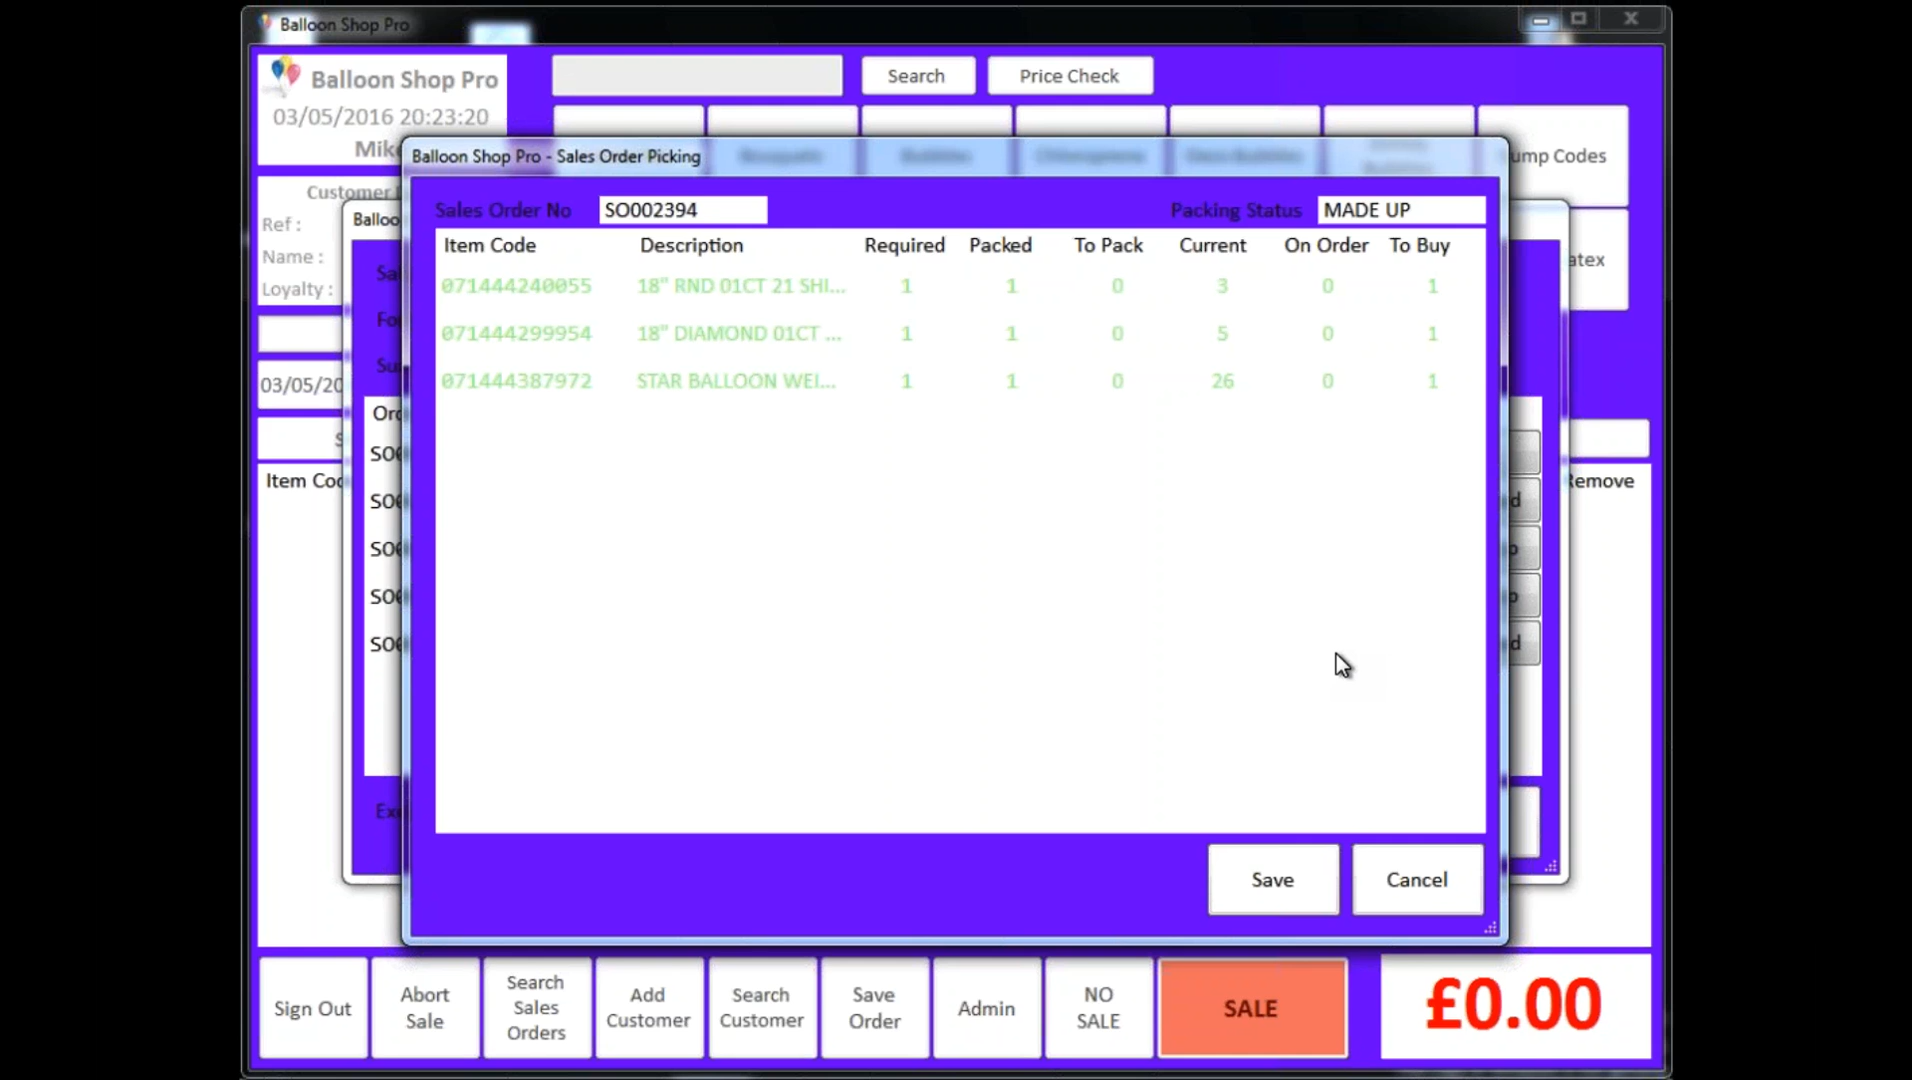 Balloon Shop Pro
Balloon Shop Pro
03/05/2016 20:23:20
Search
Price Check
Balloon Shop Pro - Sales Order Picking
Sales Order No SO002394
Packing Status MADE UP
Item Code Description Required Packed To Pack Current On Order To Buy
071444240055 18" RND 01CT 21 SHI... 1 1 0 3 0 1
071444299954 18" DIAMOND 01CT ... 1 1 0 5 0 1
071444387972 STAR BALLOON WEI... 1 1 0 26 0 1
Save
Cancel
Customer
Ref :
Name :
Loyalty :
03/05/20
Codes
Remove
Sign Out
Abort
Sale
Search
Sales
Orders
Add
Customer
Search
Customer
Save
Order
Admin
NO
SALE
SALE
£0.00